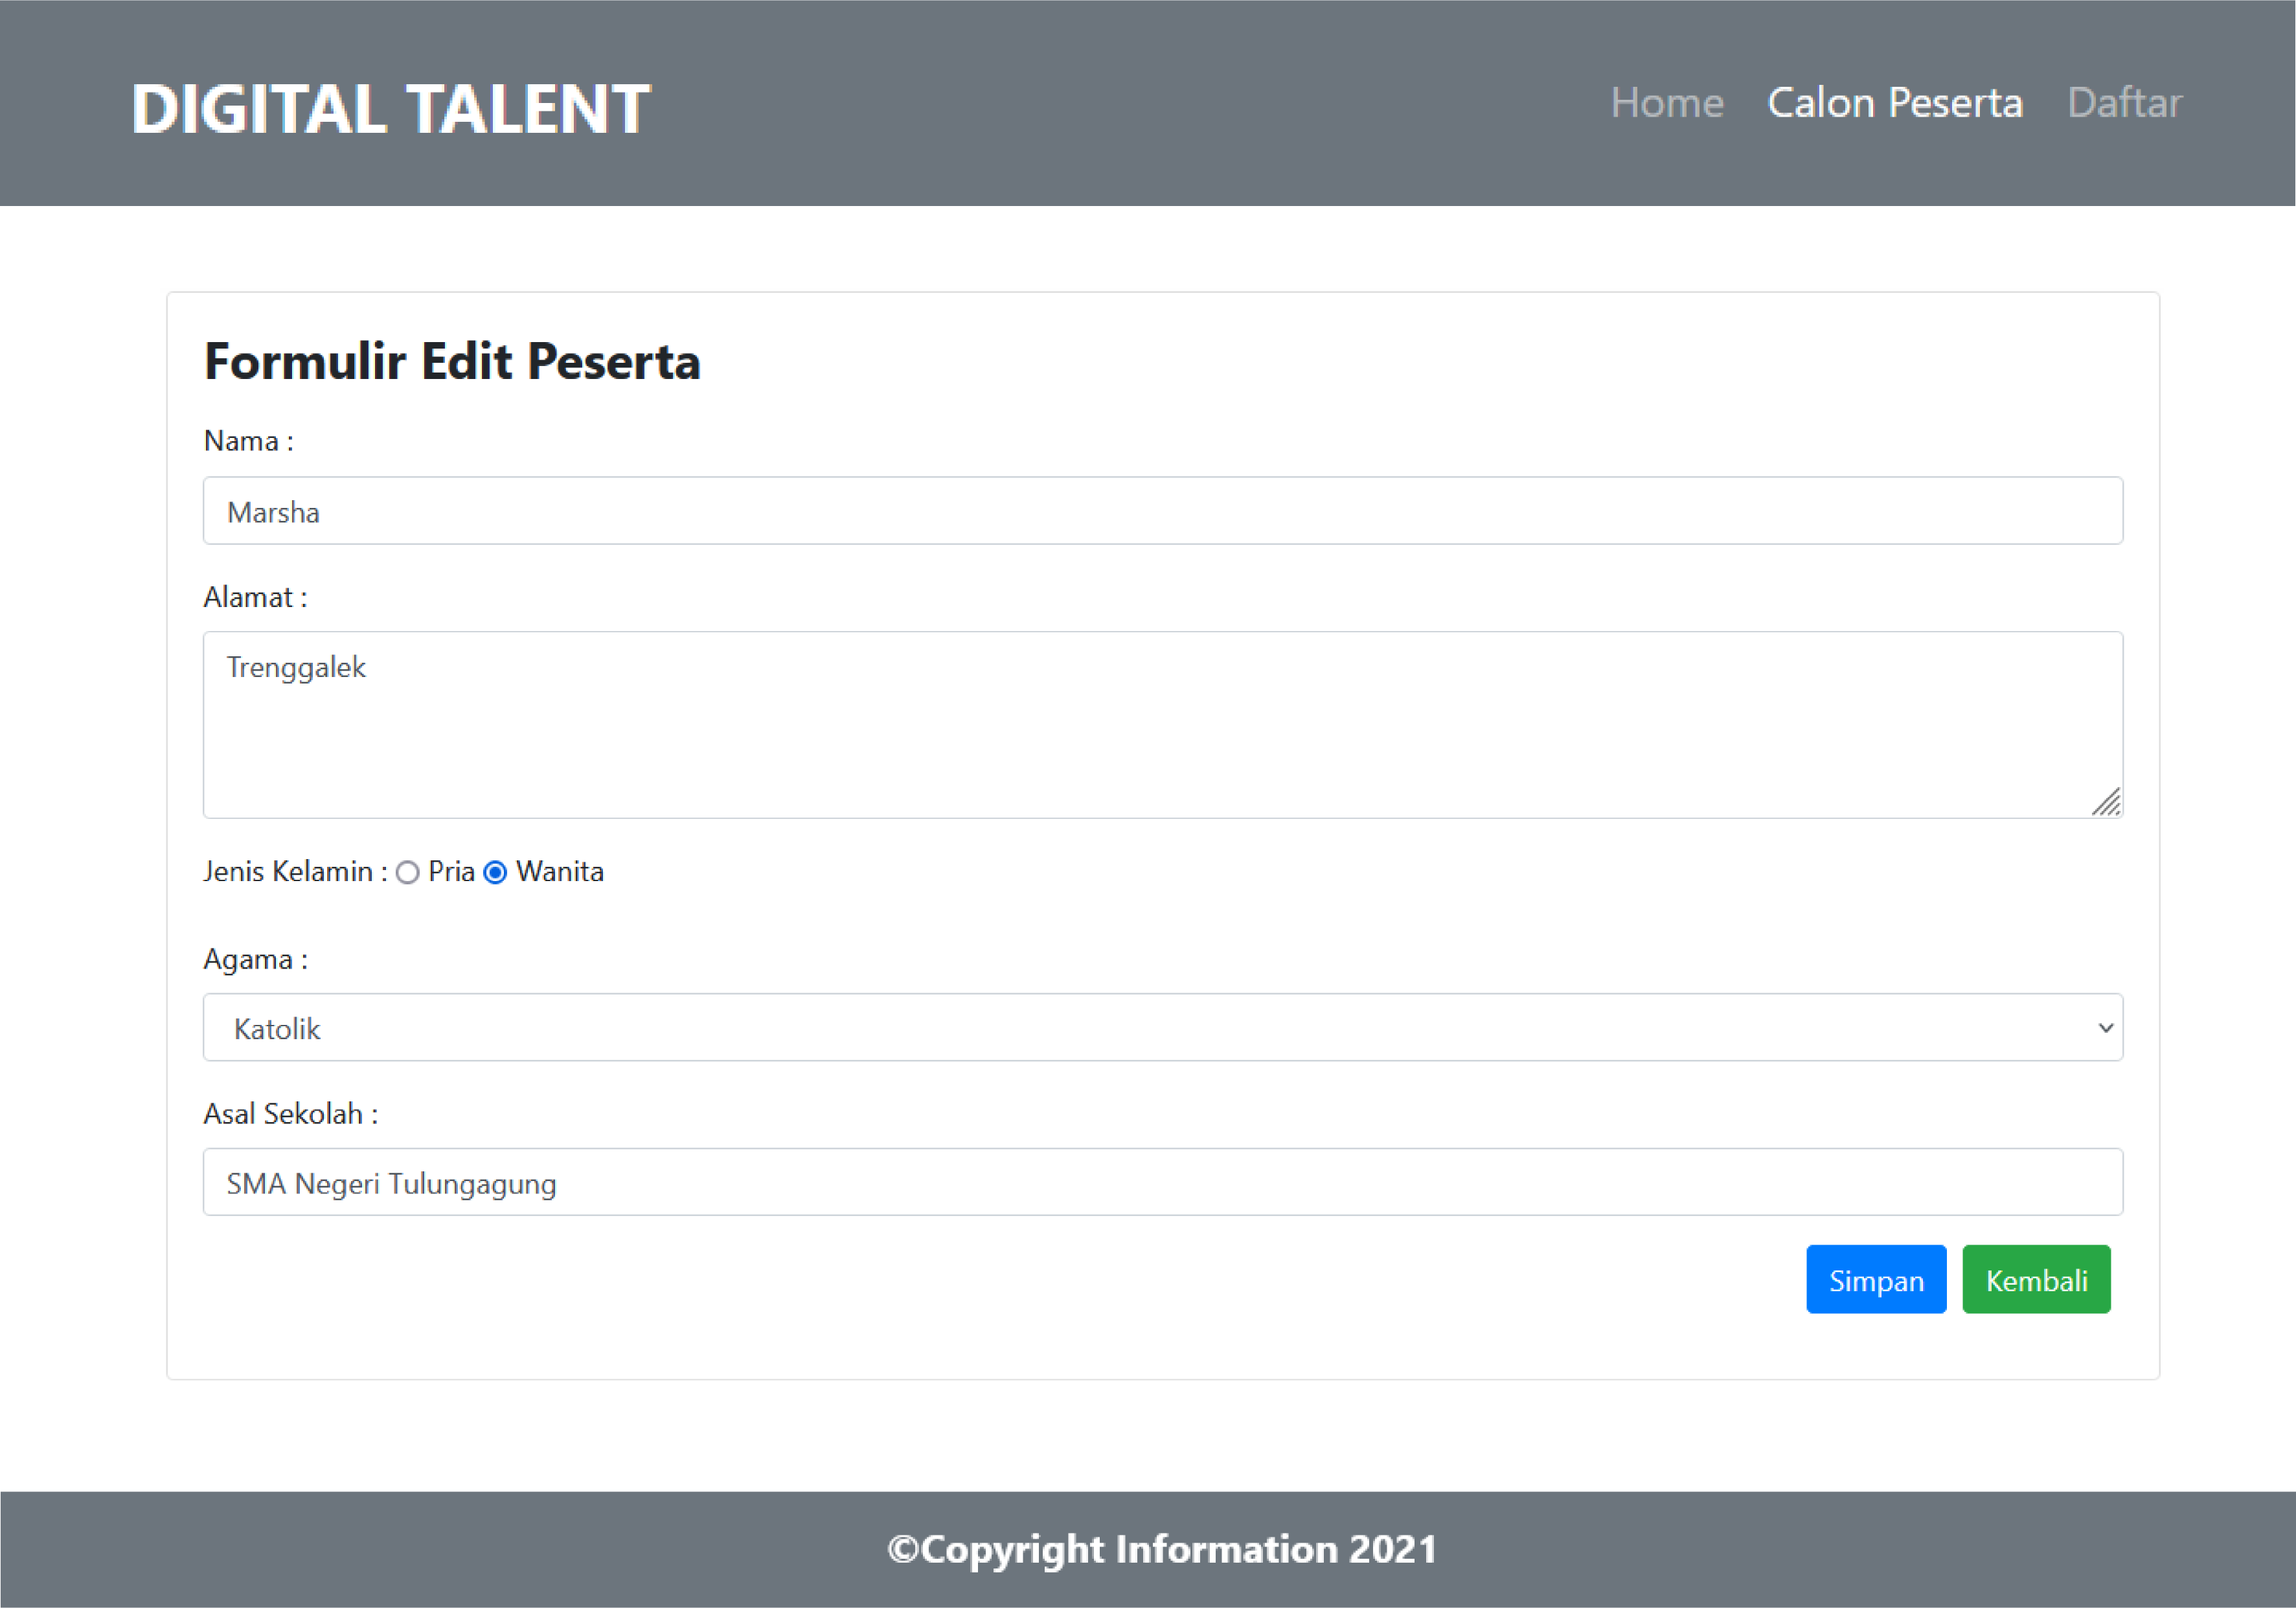 DIGITAL TALENT
Home Calon Peserta Daftar
Formulir Edit Peserta
Nama :
Marsha
Alamat :
Trenggalek
Jenis Kelamin : Pria Wanita
Agama :
Katolik
Asal Sekolah :
SMA Negeri Tulungagung
Simpan Kembali
©Copyright Information 2021